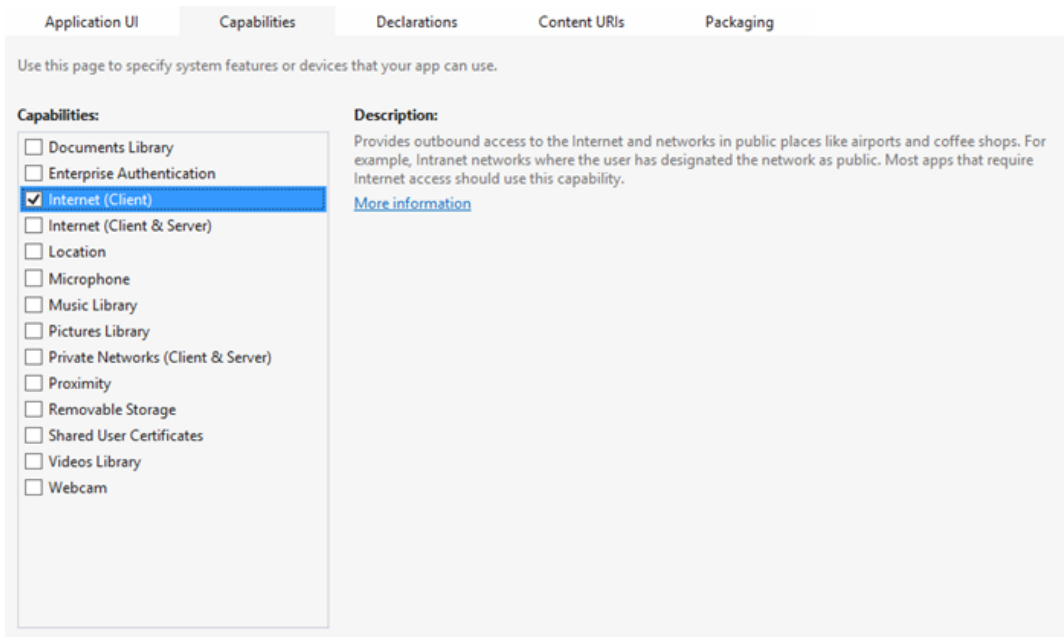 Application UI Capabilities Declarations Content URIs Packaging
Use this page to specify system features or devices that your app can use.
Capabilities:
Documents Library
Enterprise Authentication
Internet (Client)
Internet (Client & Server)
Location
Microphone
Music Library
Pictures Library
Private Networks (Client & Server)
Proximity
Removable Storage
Shared User Certificates
Videos Library
Webcam
Description:
Provides outbound access to the Internet and networks in public places like airports and coffee shops. For
example, Intranet networks where the user has designated the network as public. Most apps that require
Internet access should use this capability.
More information